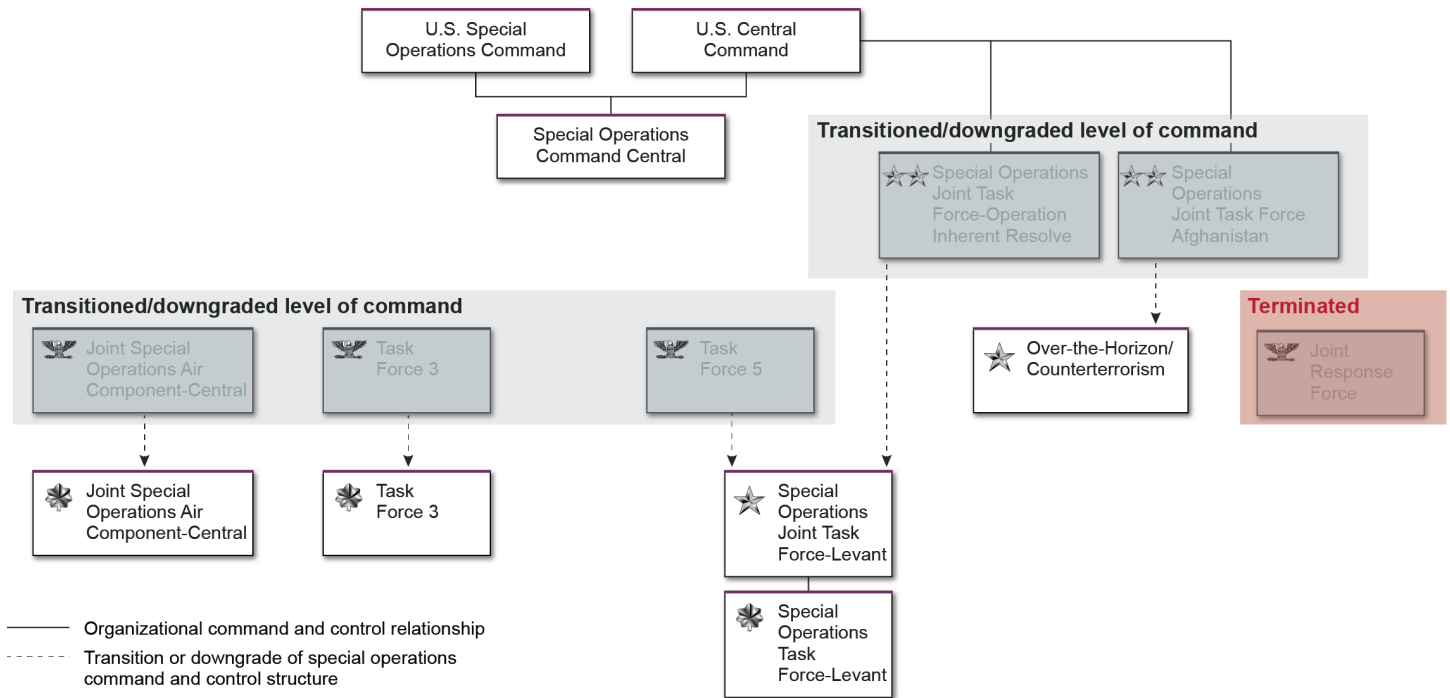 U.S. Special
Operations Command
U.S. Central
Command
Special Operations
Command Central
Transitioned/downgraded level of command
Special Operations
Joint Task
Force-Operation
Inherent Resolve
Special
Operations
Joint Task Force
Afghanistan
Transitioned/downgraded level of command
Joint Special
Operations Air
Component-Central
Task
Force 3
Task
Force 5
Over-the-Horizon/
Counterterrorism
Terminated
Joint
Response
Force
Joint Special
Operations Air
Component-Central
Task
Force 3
Special
Operations
Joint Task
Force-Levant
Special
Operations
Task
Force-Levant
Organizational command and control relationship
Transition or downgrade of special operations
command and control structure